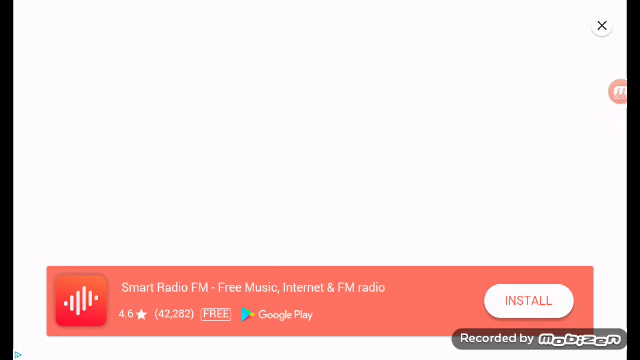 Smart Radio FM - Free Music, Internet & FM radio
4.6★ (42,282) FREE Google Play
INSTALL
Recorded by MOBIZEN